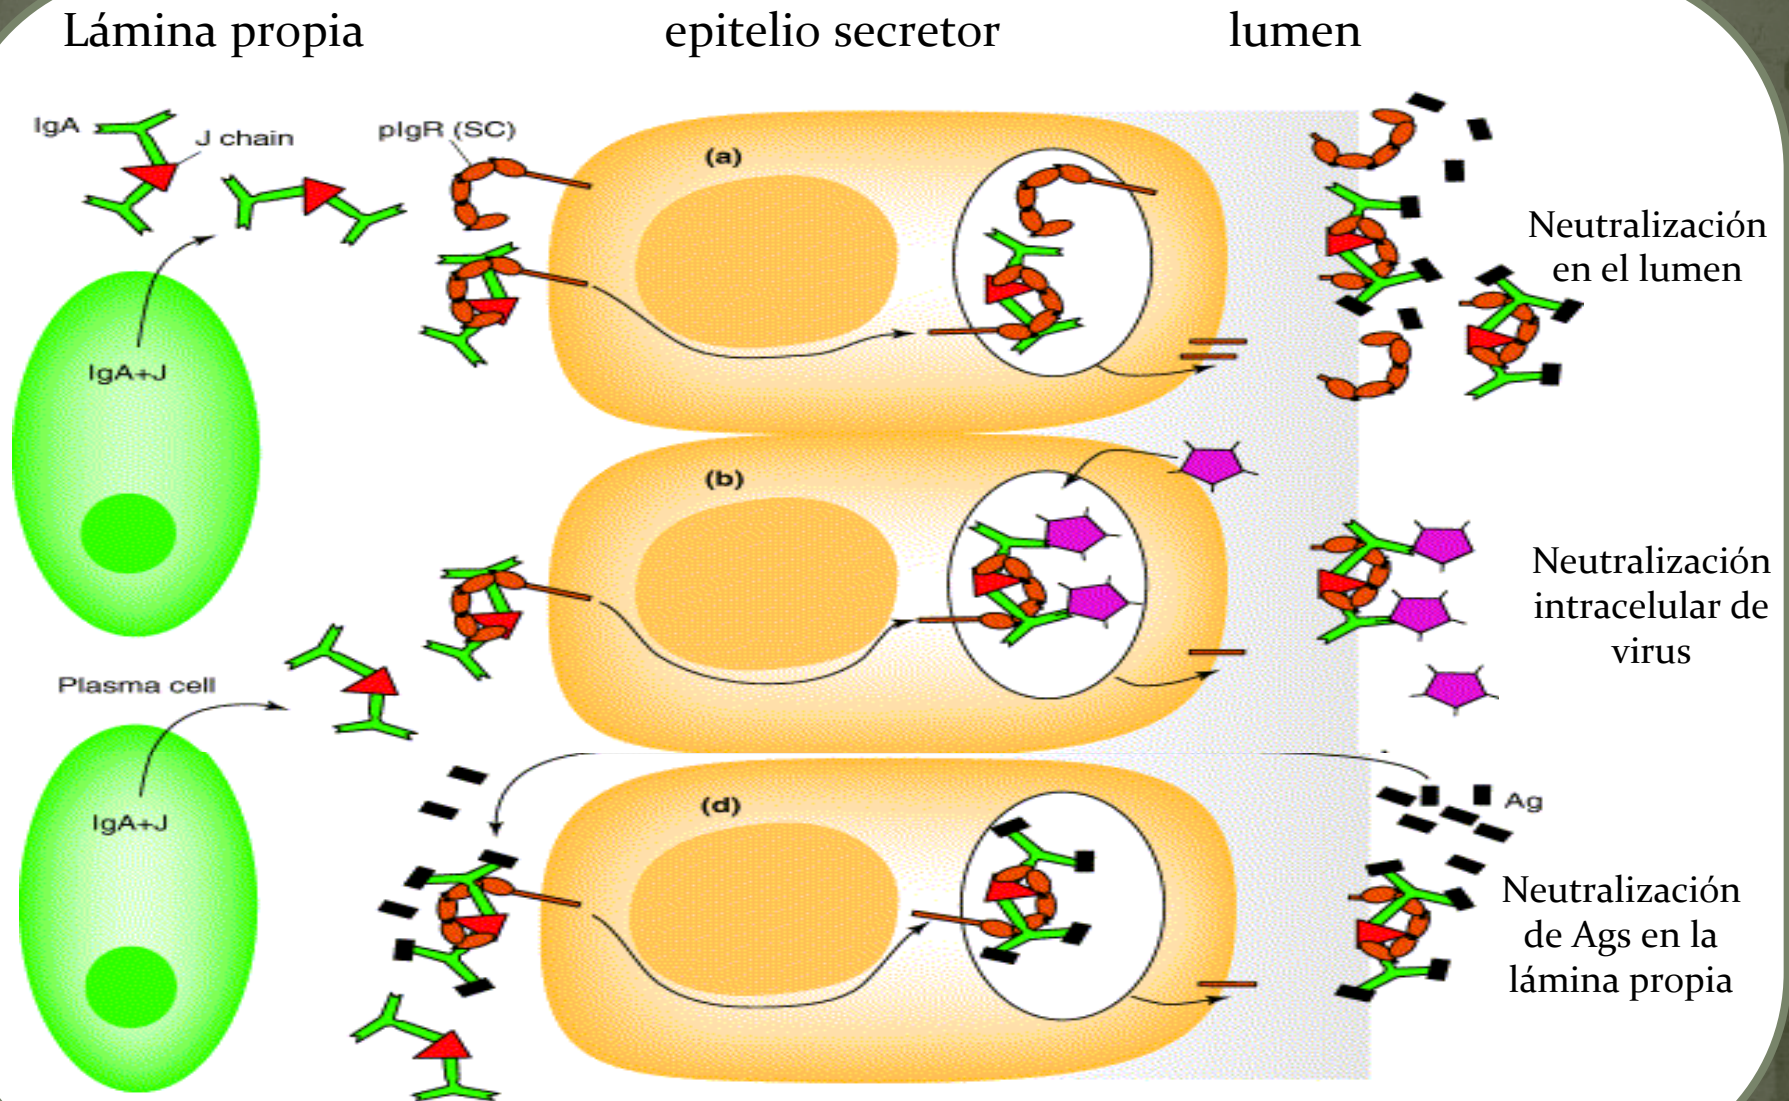 Lámina propia
epitelio secretor
lumen
IgA
J chain
pIgR (SC)
(a)
Neutralización
en el lumen
IgA+J
(b)
Neutralización
intracelular de
virus
Plasma cell
IgA+J
(d)
Ag
Neutralización
de Ags en la
lámina propia